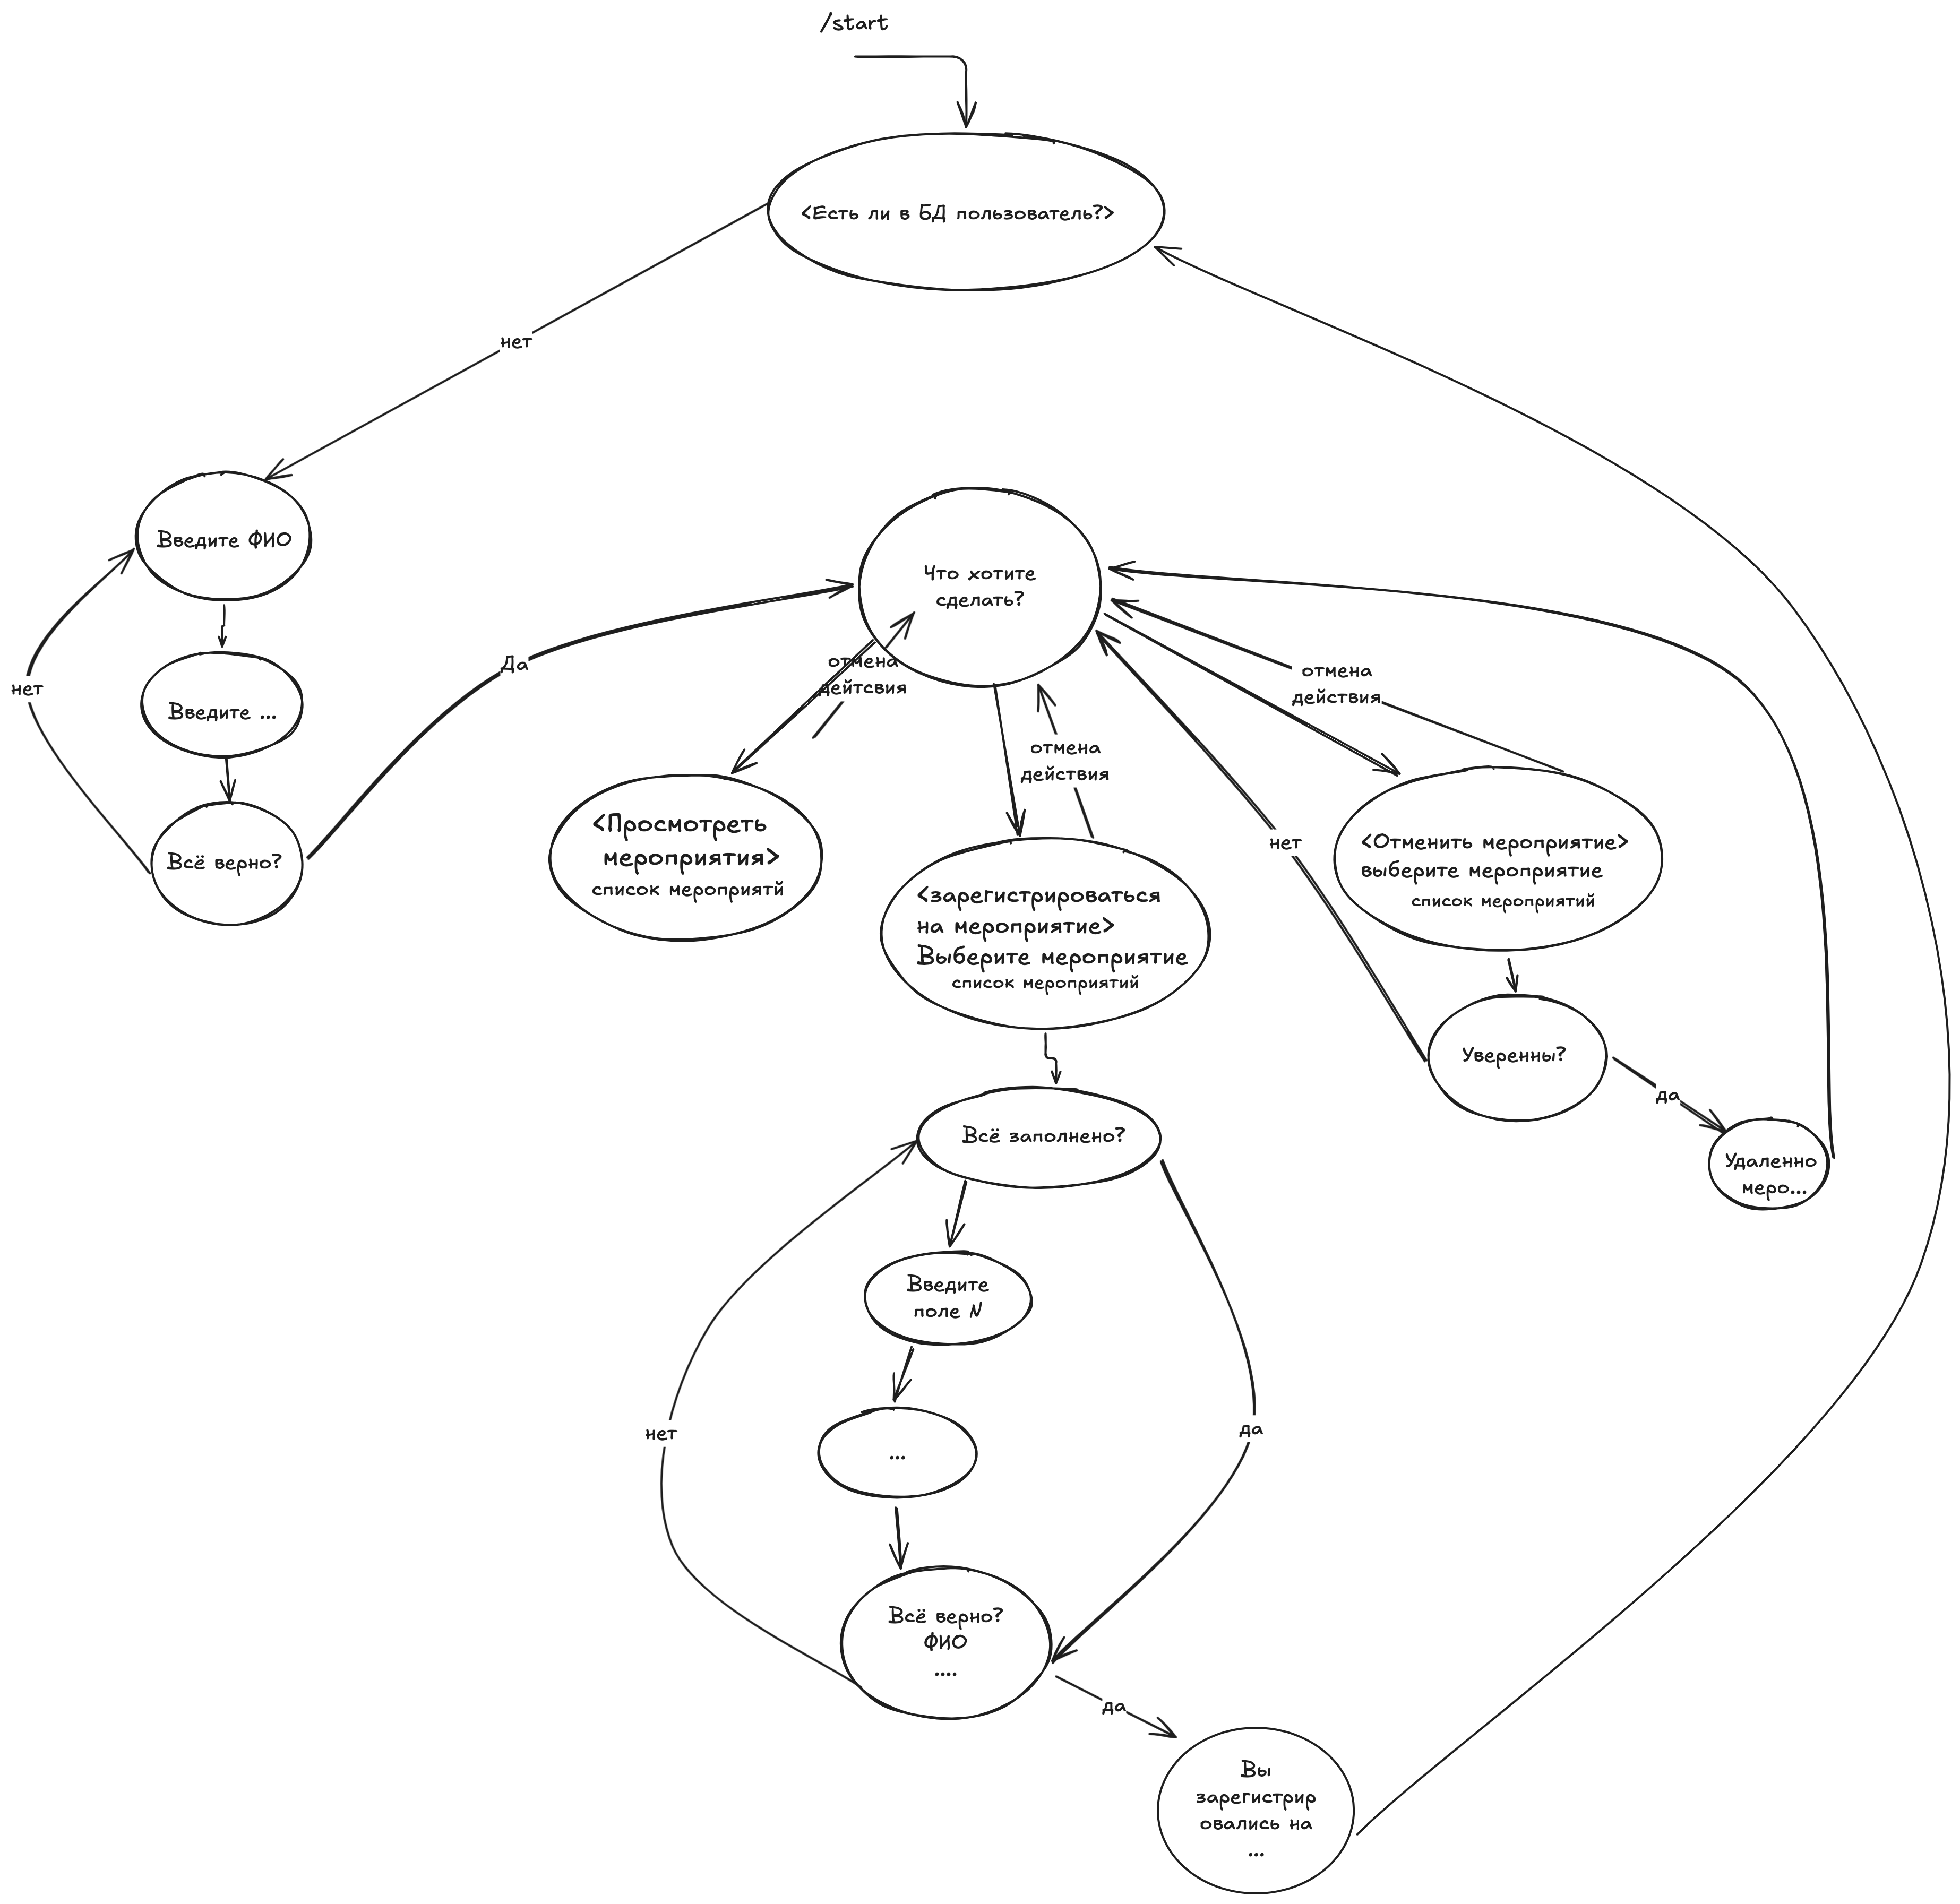 /start
<Есть ли в БД пользователь?>
нет
Введите ФИО
Введите ...
Всё верно?
нет
Да
Что хотите
сделать?
отмена
дейтсвия
<Просмотреть
мероприятия>
список мероприятй
отмена
действия
<зарегистрироваться
на мероприятие>
Выберите мероприятие
список мероприятий
отмена
действия
<Отменить мероприятие>
выберите мероприятие
список мероприятий
нет
Уверенны?
да
Удаленно
меро...
Всё заполнено?
Введите
поле N
...
нет
да
Всё верно?
ФИО
....
да
Вы
зарегистрир
овались на
...